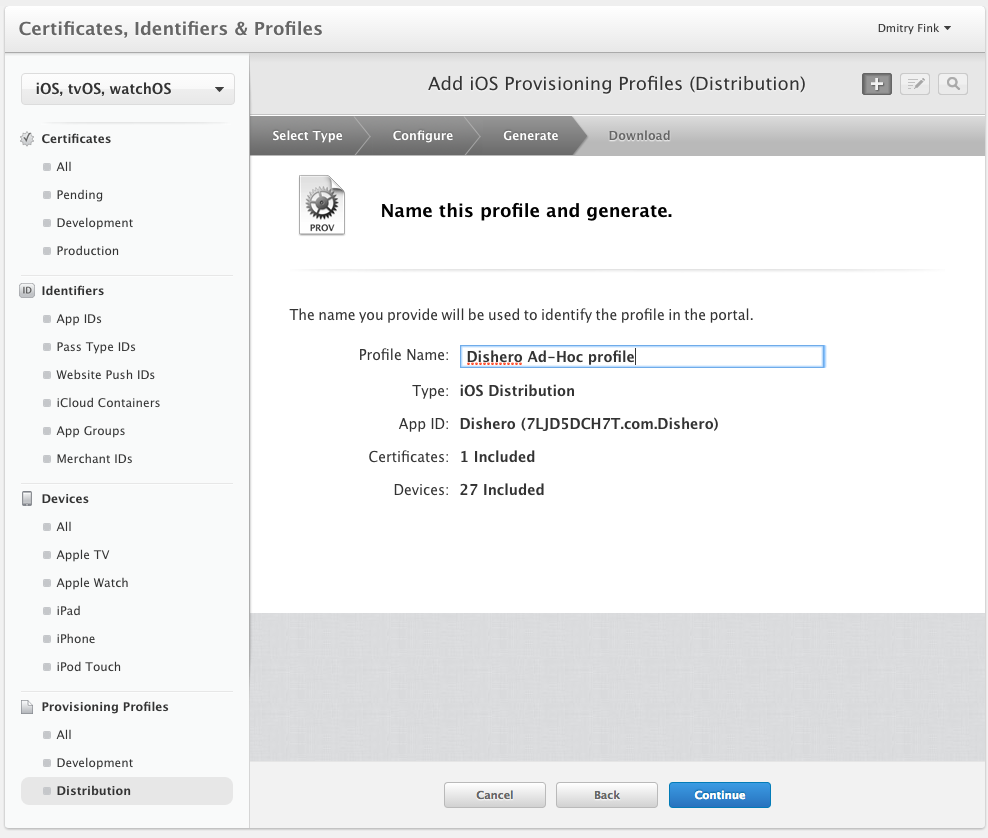 Certificates, Identifiers & Profiles
Dmitry Fink
iOS, tvOS, watchOS
Add iOS Provisioning Profiles (Distribution)
Select Type
Configure
Generate
Download
Certificates
All
Pending
Development
Production
ID
Identifiers
App IDs
Pass Type IDs
Website Push IDs
iCloud Containers
App Groups
Merchant IDs
Devices
All
Apple TV
Apple Watch
iPad
iPhone
iPod Touch
Provisioning Profiles
All
Development
Distribution
PROV
Name this profile and generate.
The name you provide will be used to identify the profile in the portal.
Profile Name: Dishero Ad-Hoc profile
Type: iOS Distribution
App ID: Dishero (7LJD5DCH7T.com.Dishero)
Certificates: 1 Included
Devices: 27 Included
Cancel
Back
Continue